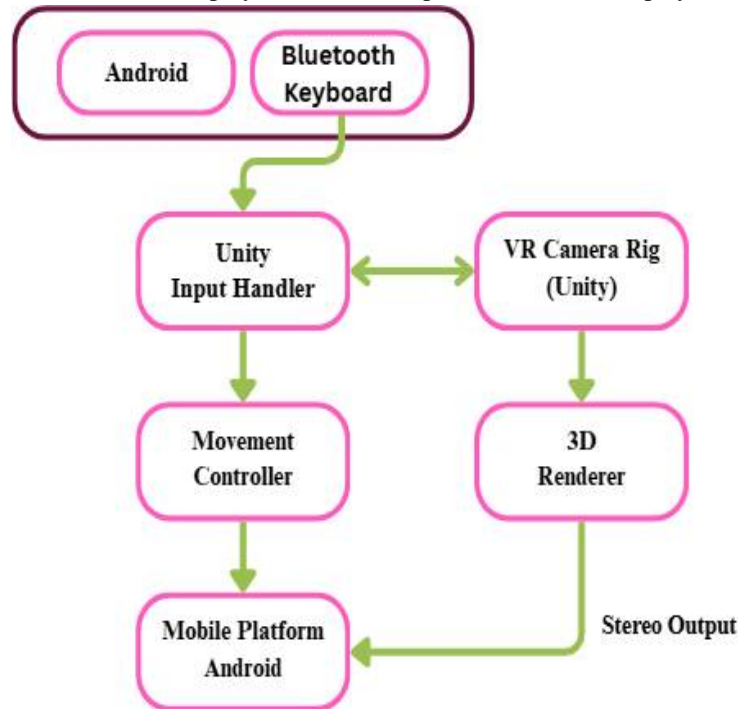 Android
Bluetooth
Keyboard
Unity
Input Handler
VR Camera Rig
(Unity)
Movement
Controller
3D
Renderer
Mobile Platform
Android
Stereo Output